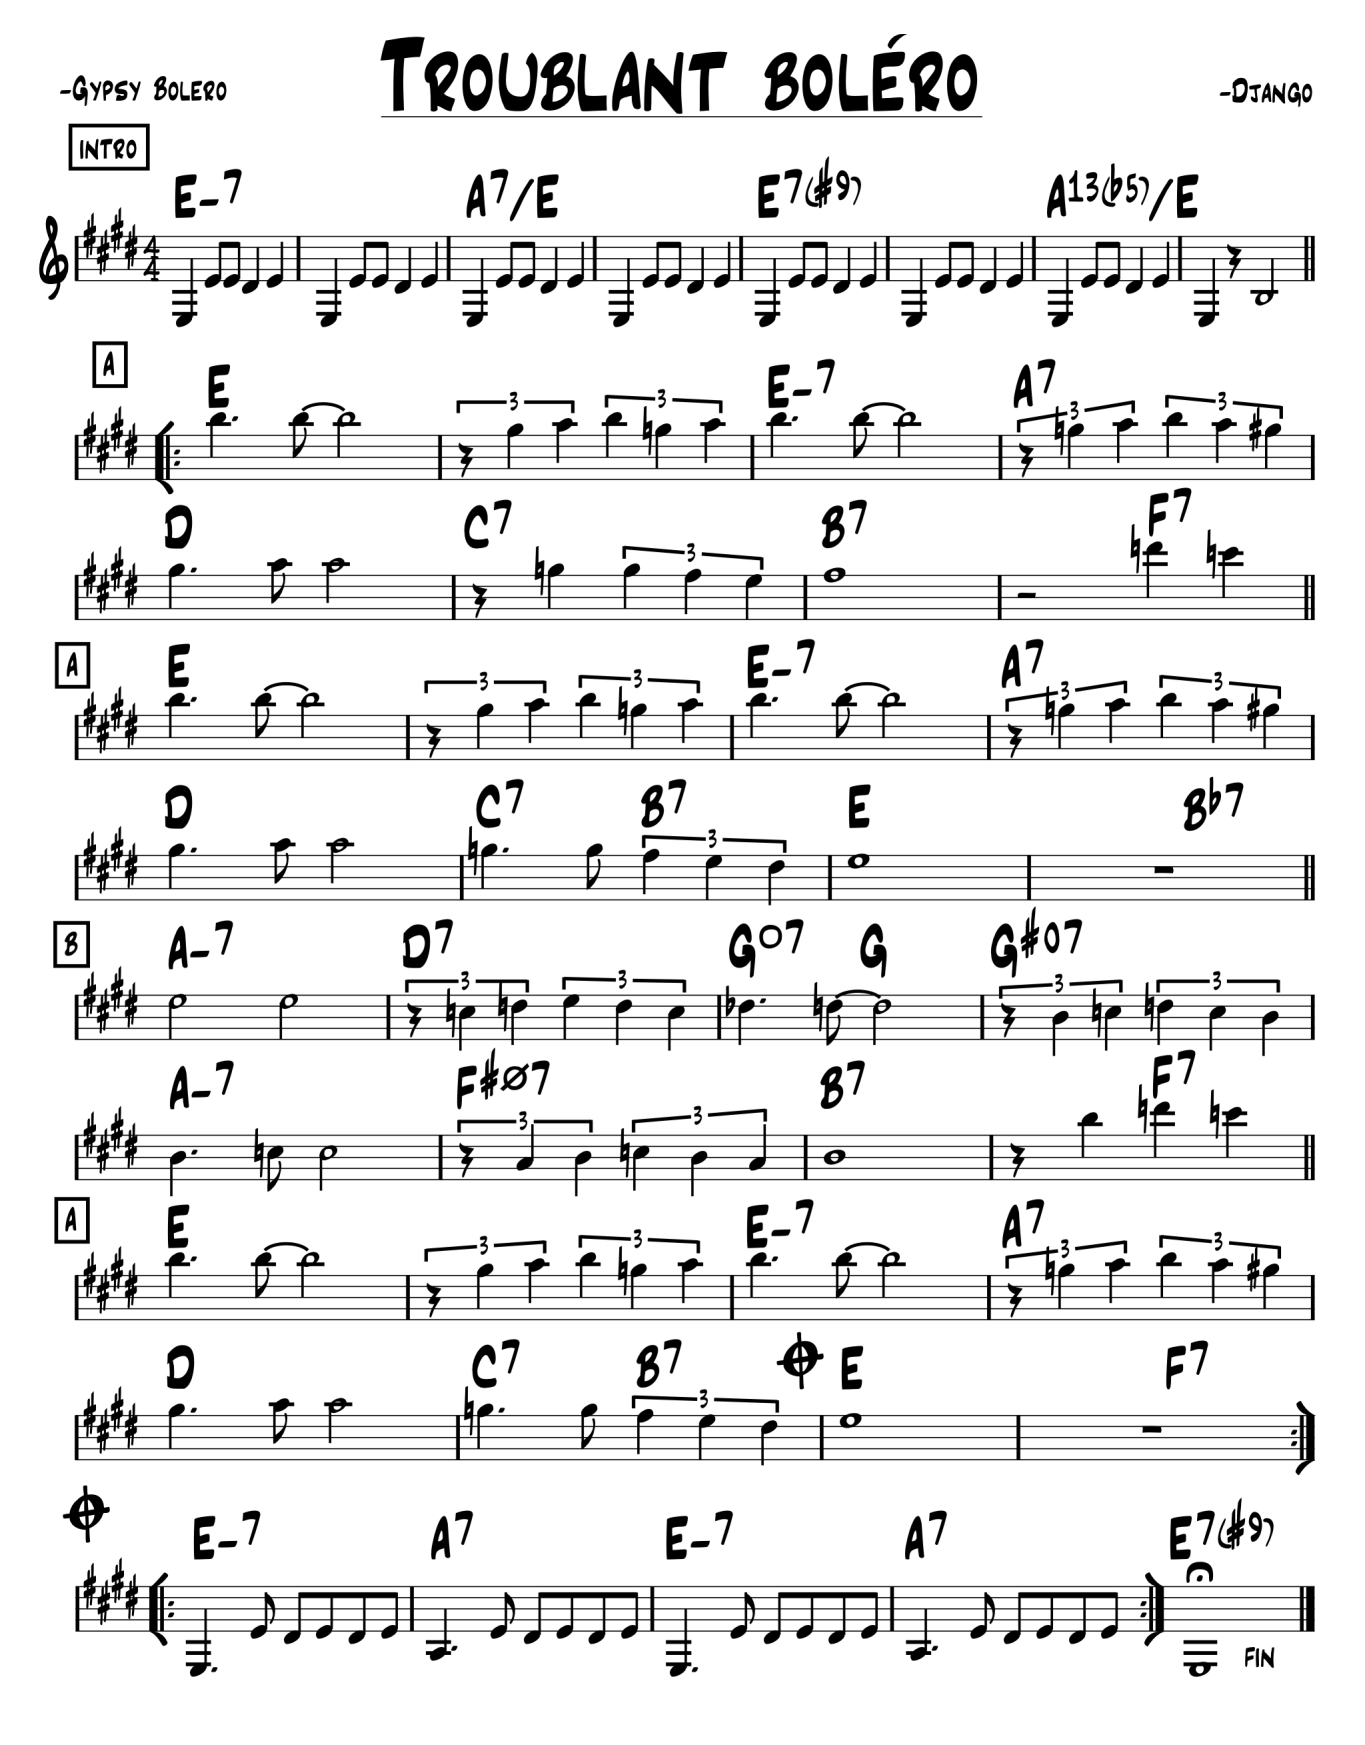 TROUBLANT BOLÉRO
-GYPSY BOLERO
-DJANGO
INTRO
E-7 A7/E E7(#9) A13(b5)/E
4
4
A
E E-7 A7
3 3 3 3
D C7 B7 F7
3
A
E E-7 A7
3 3 3 3
D C7 B7 E Bb7
3
B
A-7 D7 Go7 G G#o7
3 3 3 3
A-7 F#ø7 B7 F7
3 3
A
E E-7 A7
3 3 3 3
D C7 B7 E F7
3
E-7 A7 E-7 A7 E7(#9)
FIN